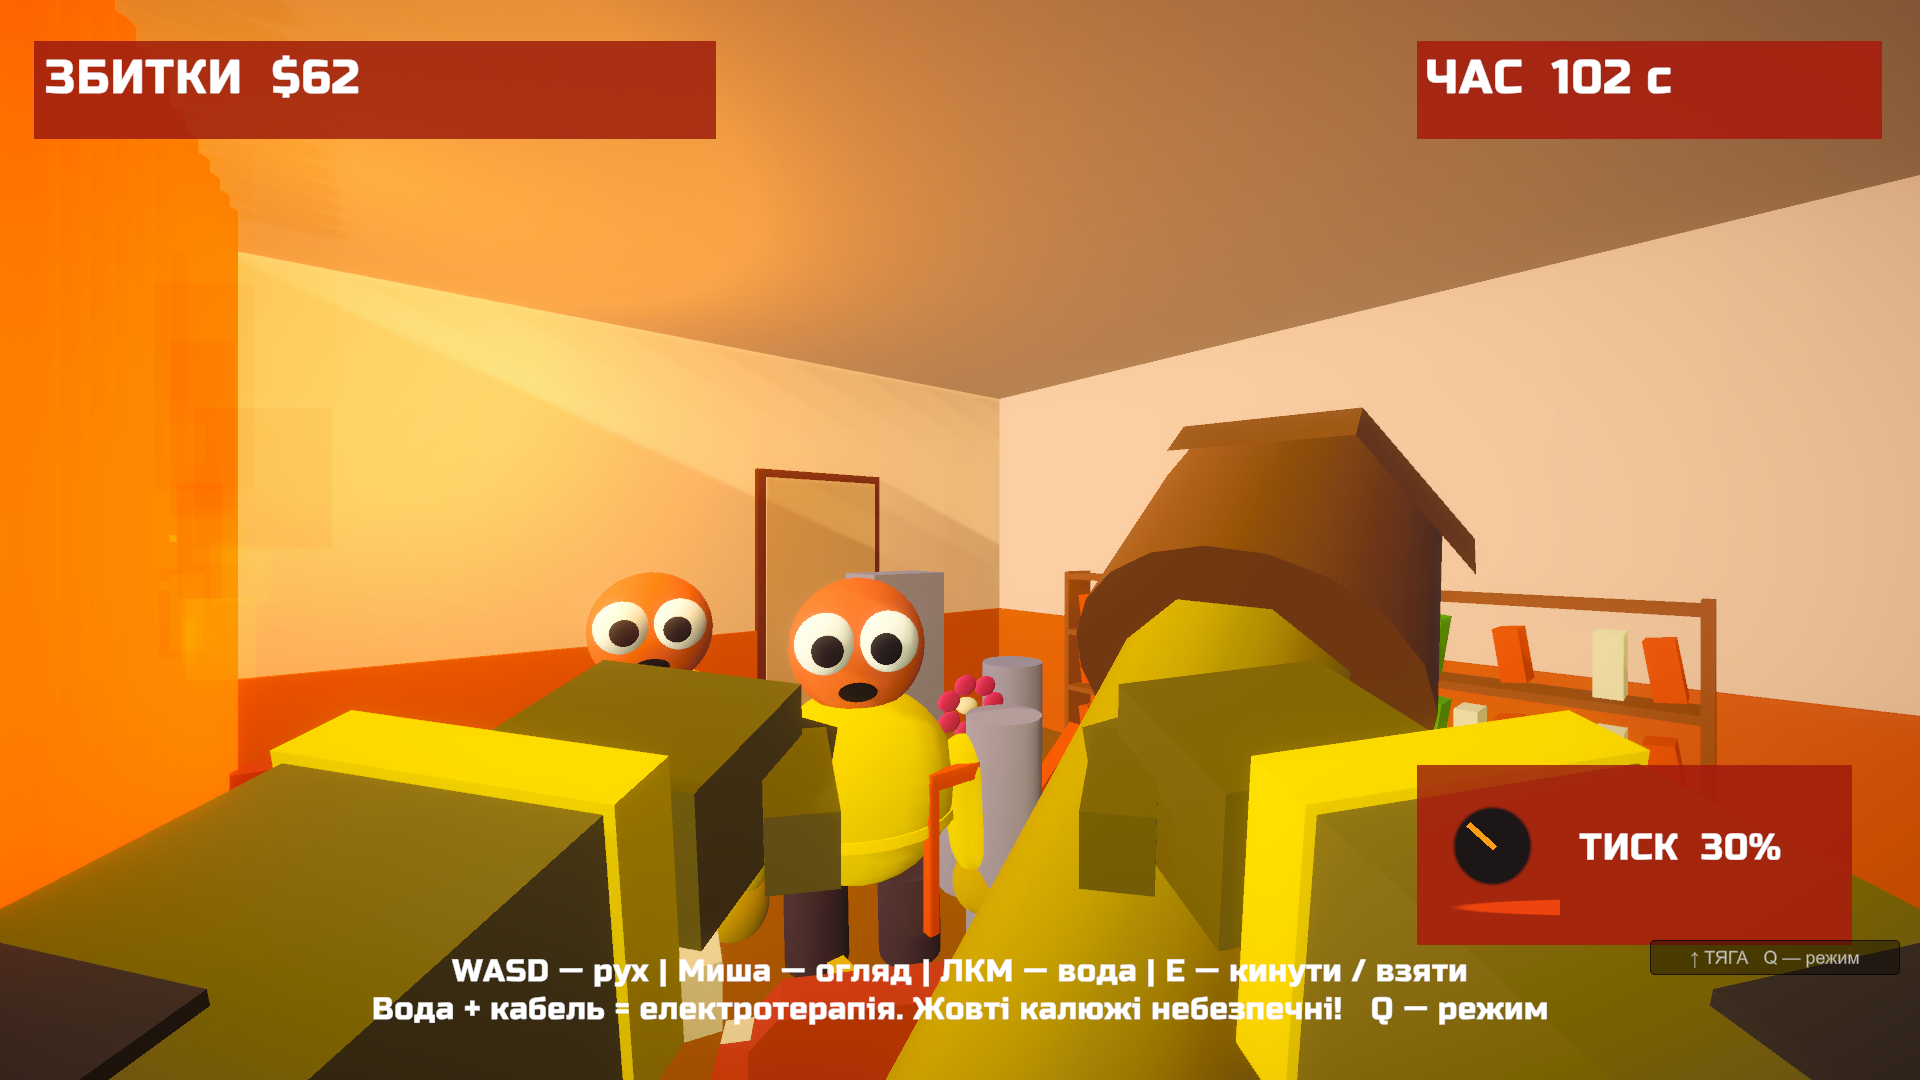 ЗБИТКИ $62
ЧАС 102 с
ТИСК 30%
↑ ТЯГА Q — режим
WASD — рух | Миша — огляд | ЛКМ — вода | E — кинути / взяти
Вода + кабель = електротерапія. Жовті калюжі небезпечні! Q — режим